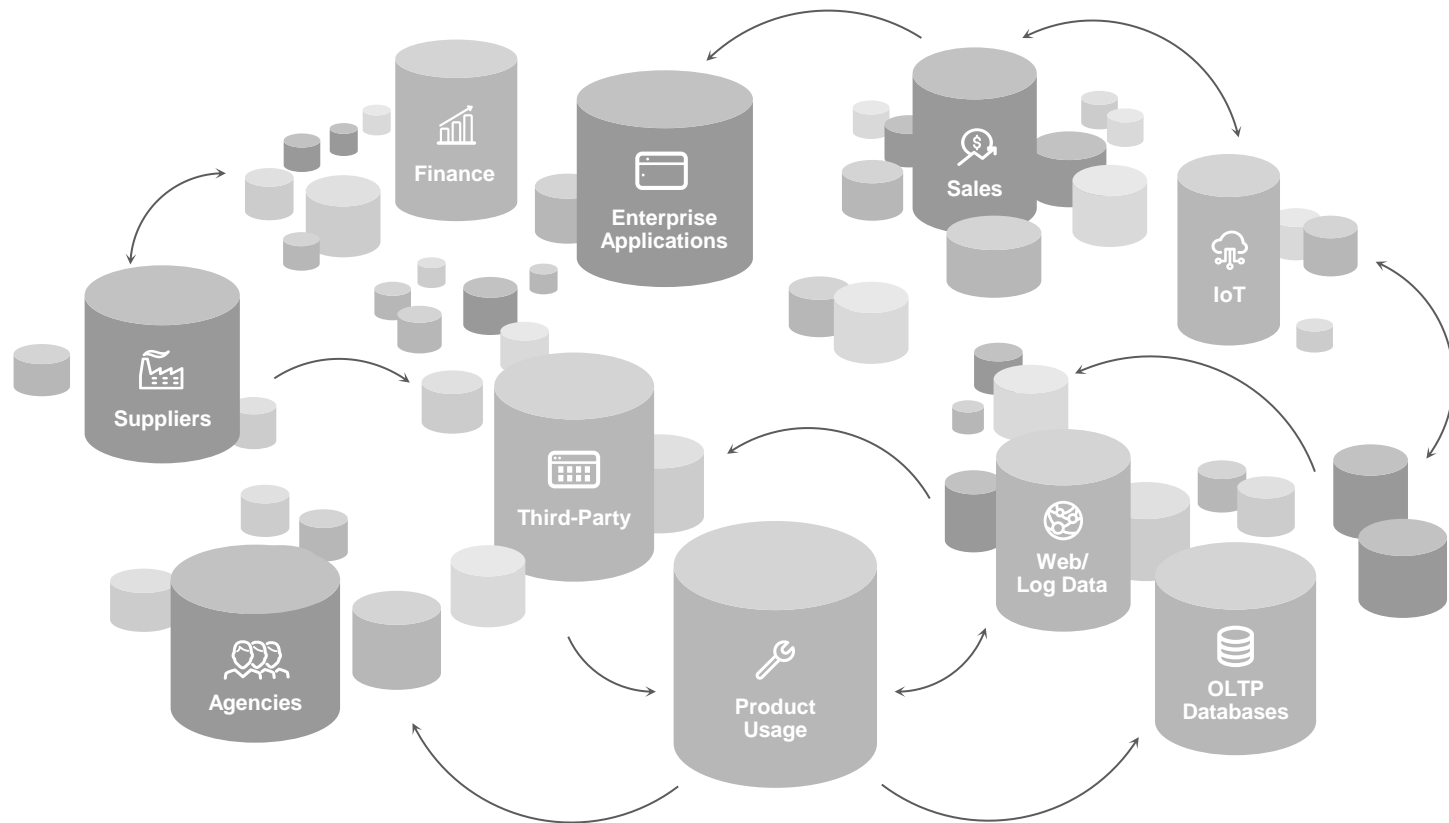 Finance
Enterprise
Applications
$
Sales
IoT
Suppliers
Third-Party
Web/
Log Data
Agencies
Product
Usage
OLTP
Databases